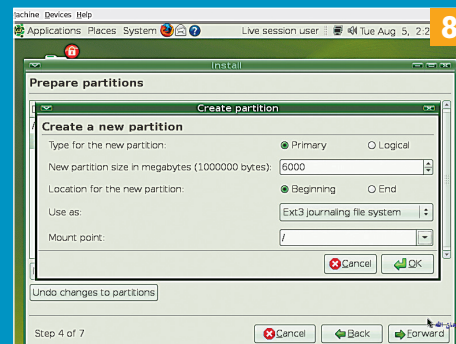 Machine Devices Help
Applications Places System Live session user Tue Aug 5, 2:2
8
Install
Prepare partitions
Create partition
Create a new partition
Type for the new partition: Primary Logical
New partition size in megabytes (1000000 bytes): 6000
Location for the new partition: Beginning End
Use as: Ext3 journaling file system
Mount point: /
Cancel OK
Undo changes to partitions
Step 4 of 7 Cancel Back Forward